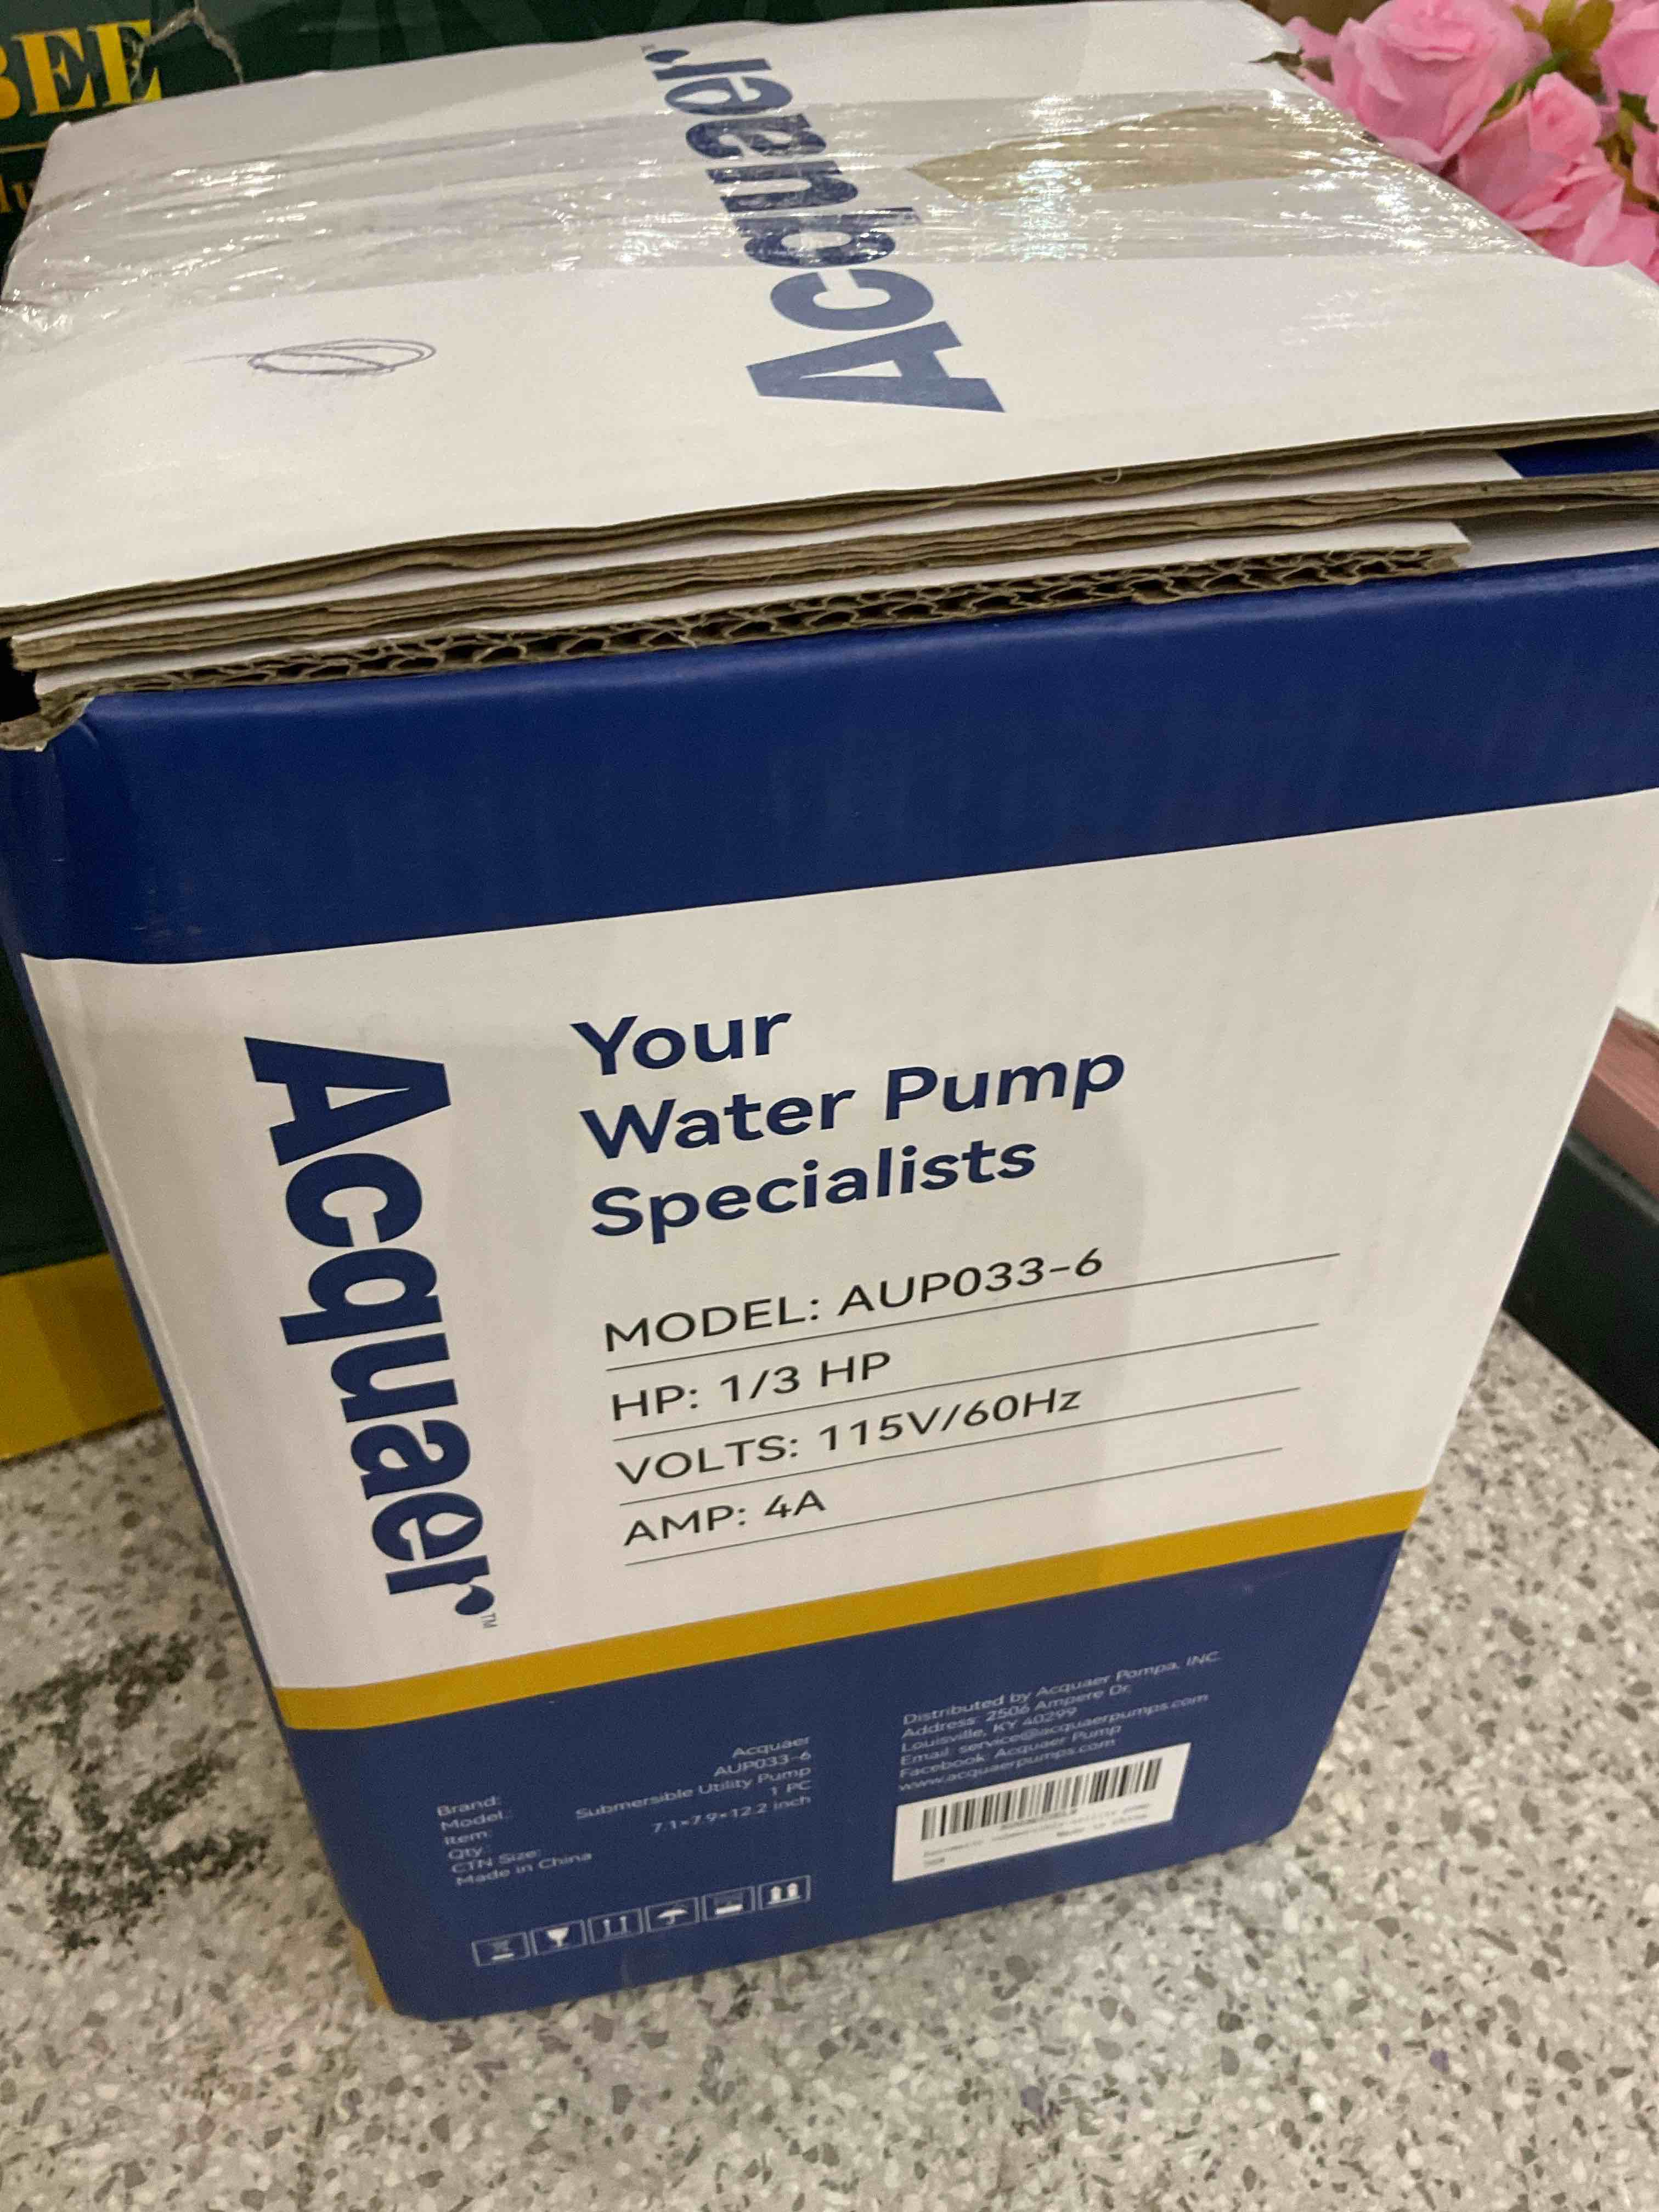 BEE
Acquaer
Acquaer™
Your
Water Pump
Specialists
MODEL: AUP033-6
HP: 1/3 HP
VOLTS: 115V/60Hz
AMP: 4A
Brand: Acquaer
Model: AUP033-6
Item: Submersible Utility Pump
Qty: 1 PC
CTN Size: 7.1×7.9×12.2 inch
Made in China
Distributed by Acquaer Pompa, INC.
Address: 2506 Ampere Dr,
Louisville, KY 40299
Email: service@acquaerpumps.com
Facebook: Acquaer Pump
www.acquaerpumps.com